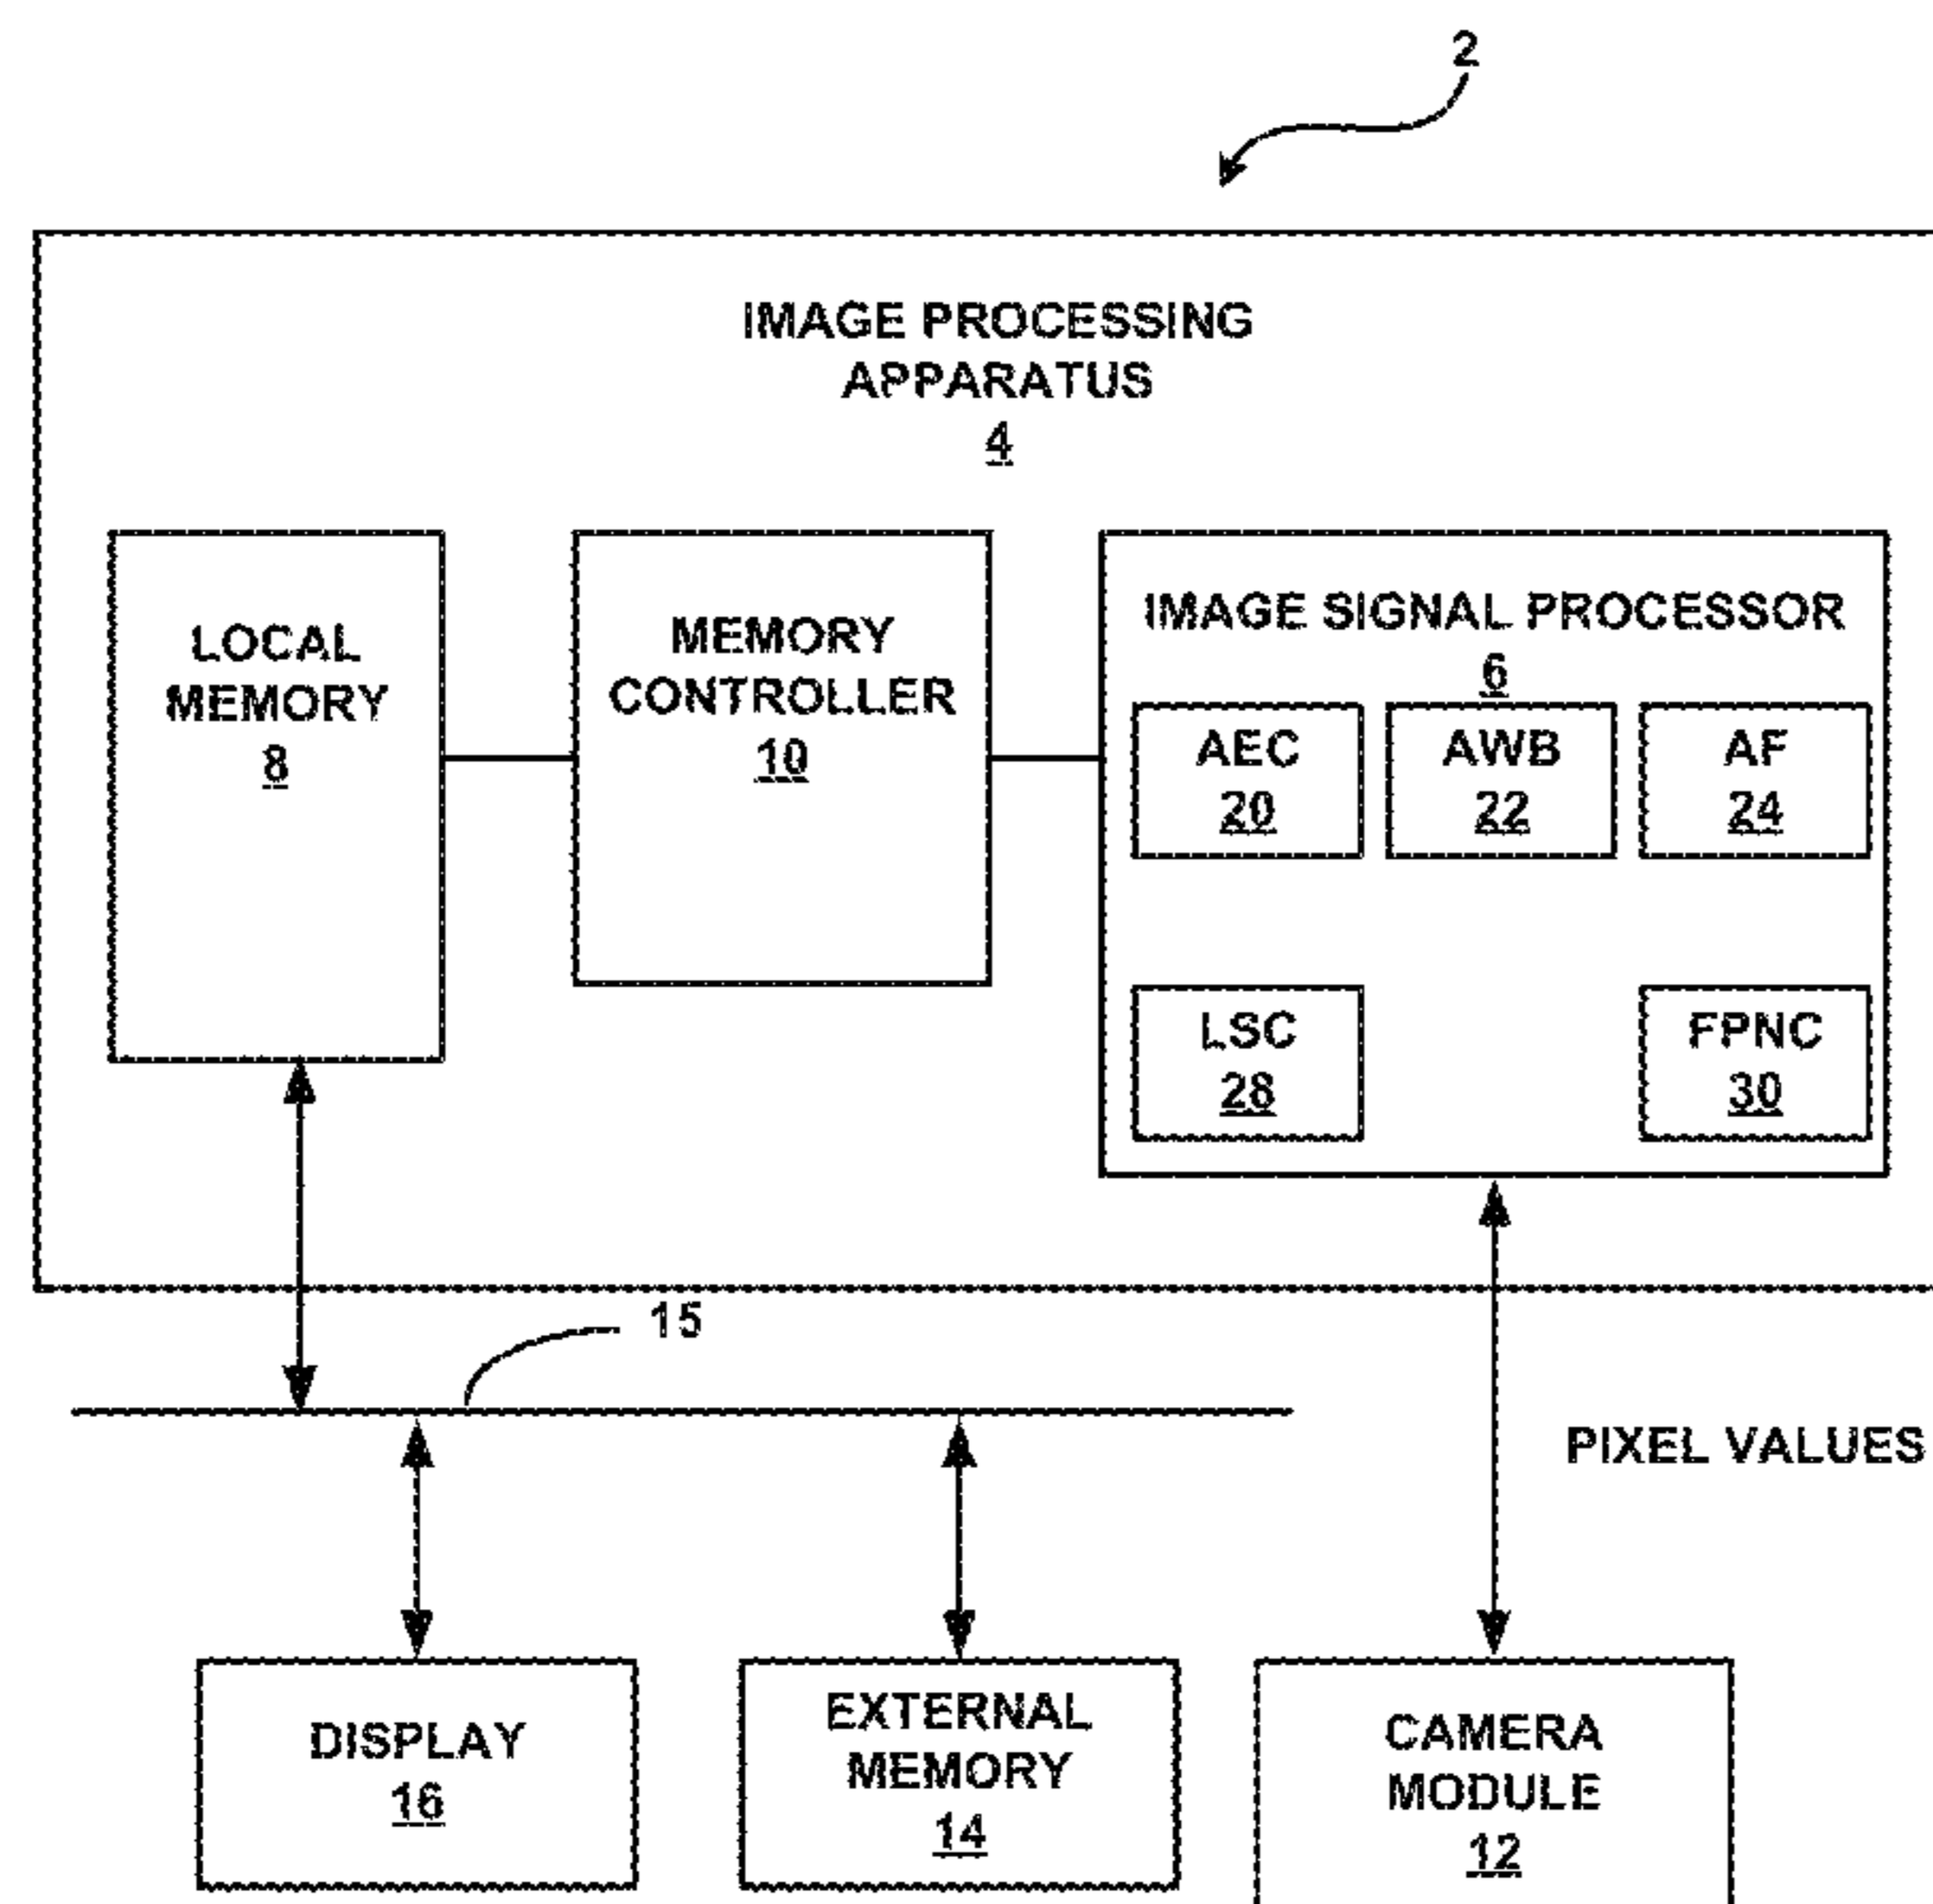 2
IMAGE PROCESSING
APPARATUS
4
LOCAL
MEMORY
8
MEMORY
CONTROLLER
10
IMAGE SIGNAL PROCESSOR
6
AEC
20
AWB
22
AF
24
LSC
28
FPNC
30
15
PIXEL VALUES
DISPLAY
16
EXTERNAL
MEMORY
14
CAMERA
MODULE
12